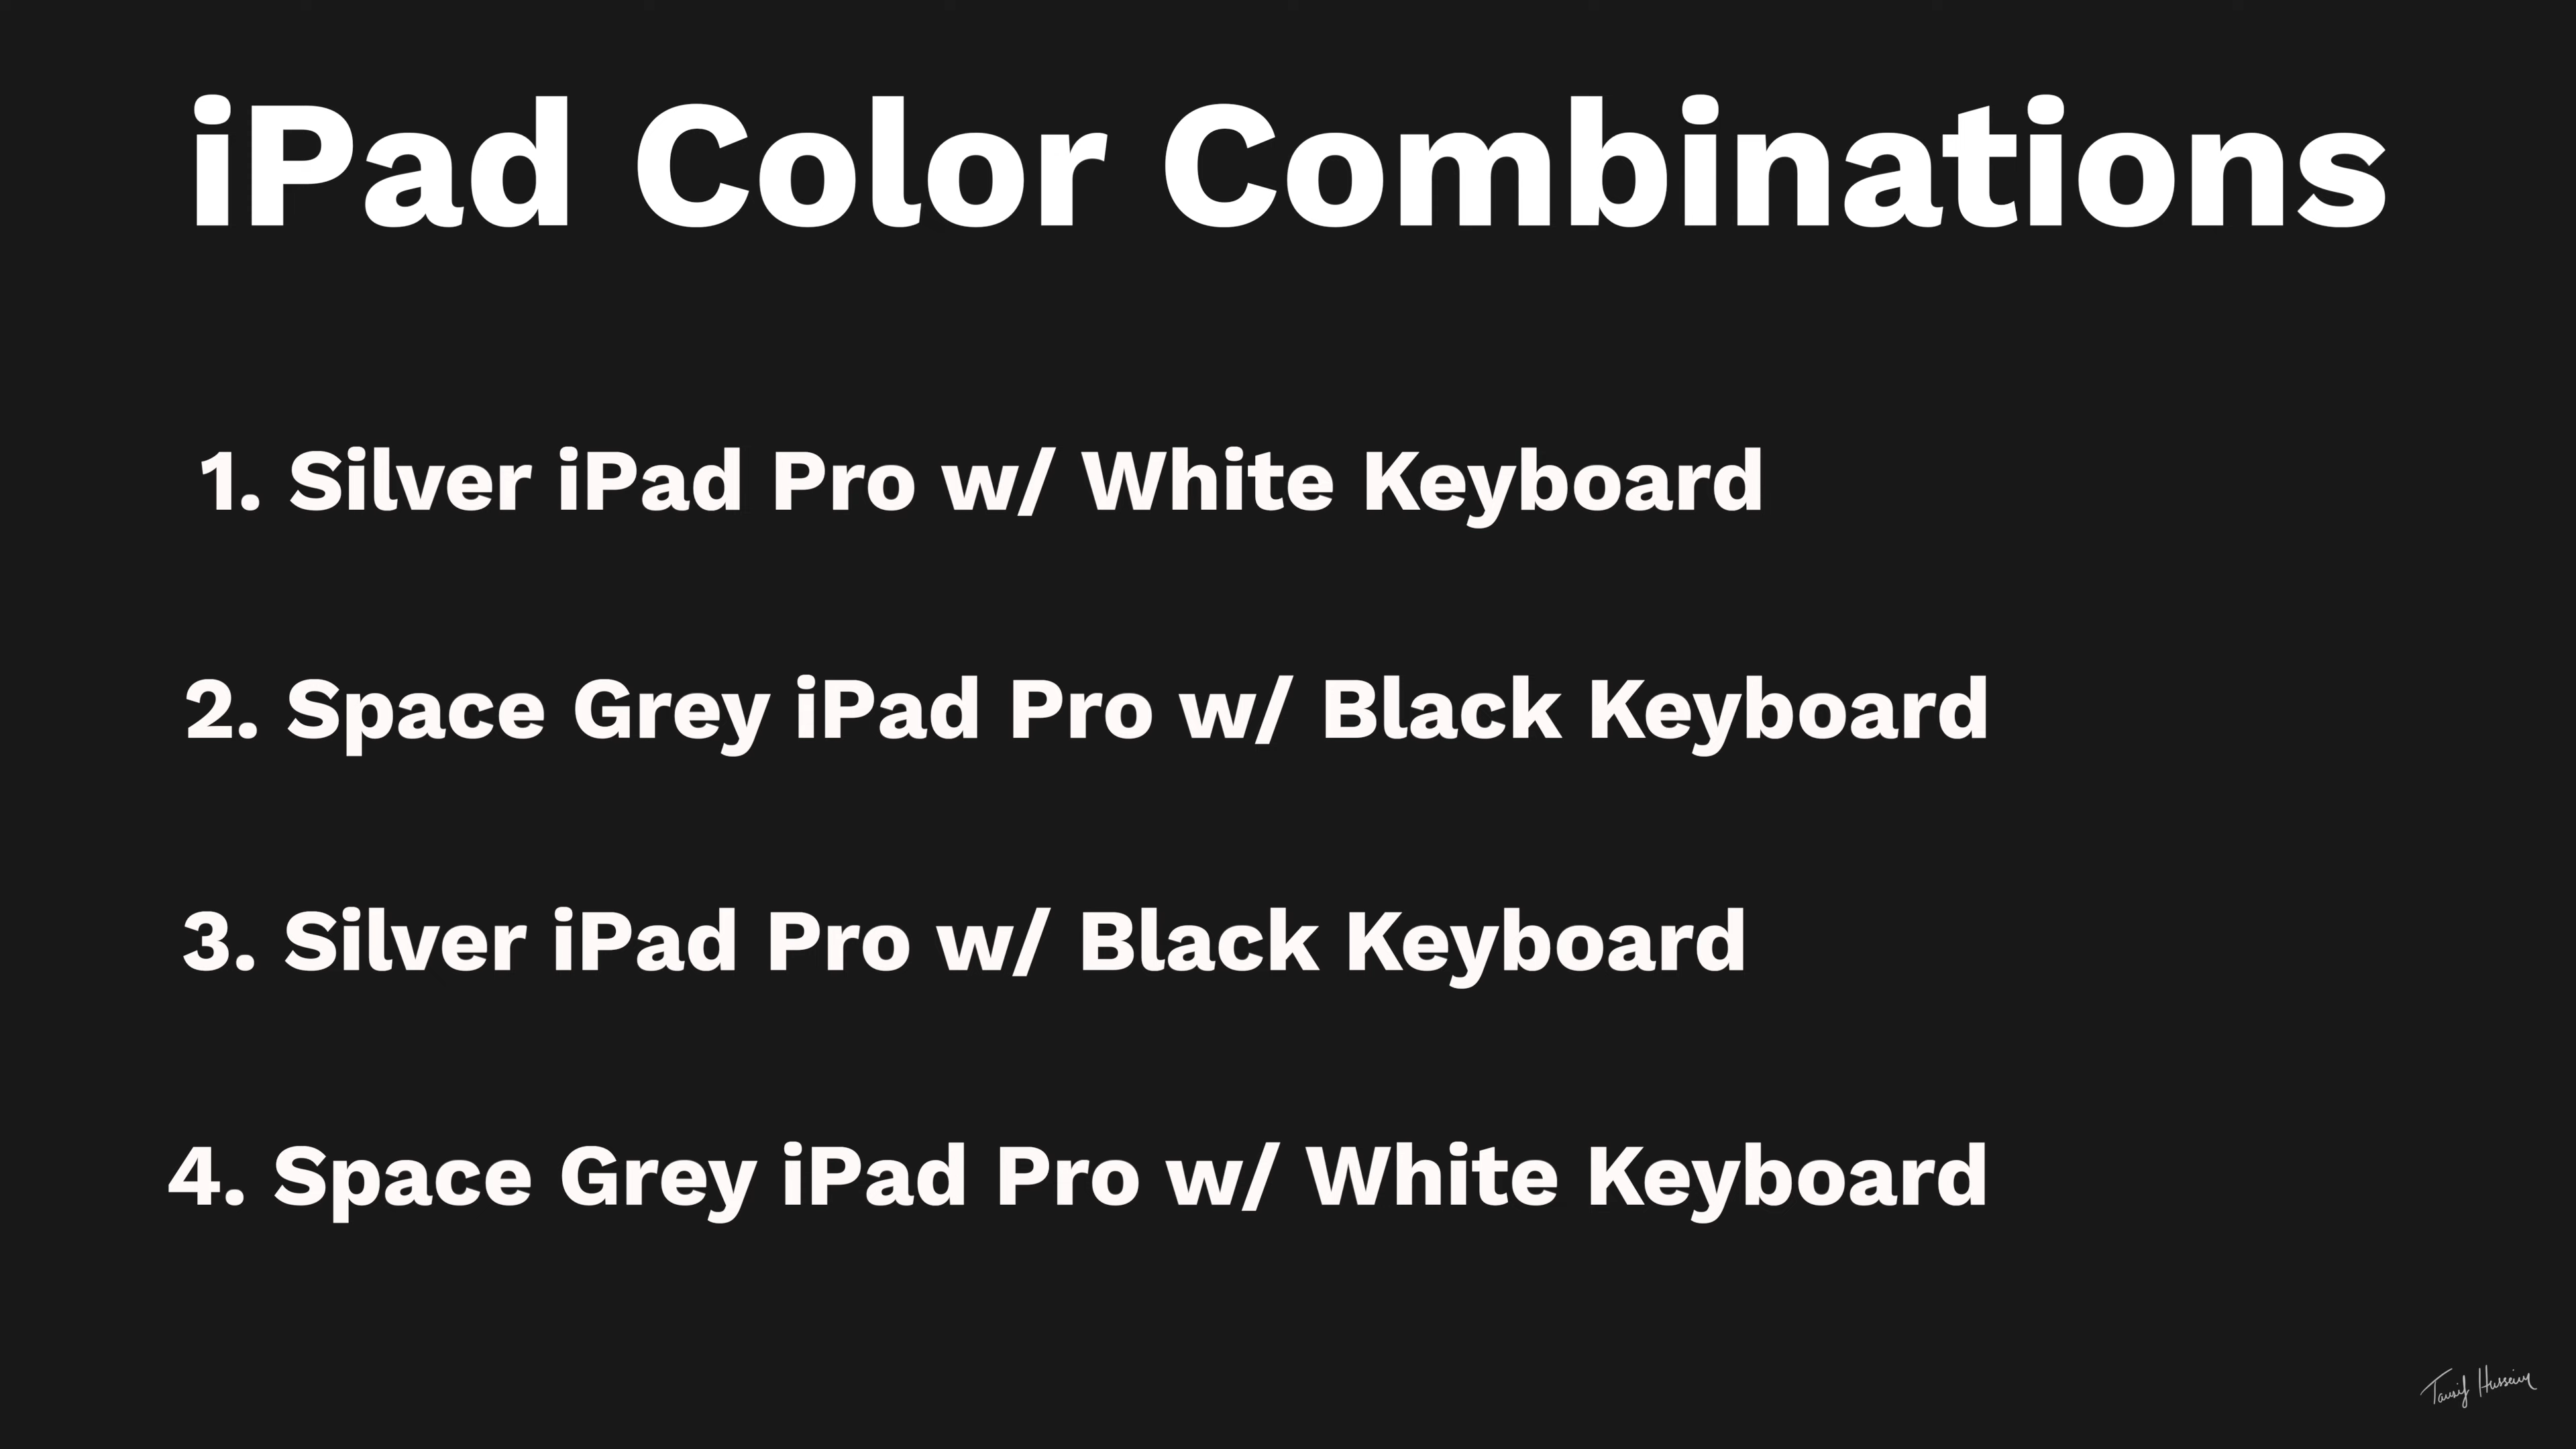 iPad Color Combinations
1. Silver iPad Pro w/ White Keyboard
2. Space Grey iPad Pro w/ Black Keyboard
3. Silver iPad Pro w/ Black Keyboard
4. Space Grey iPad Pro w/ White Keyboard